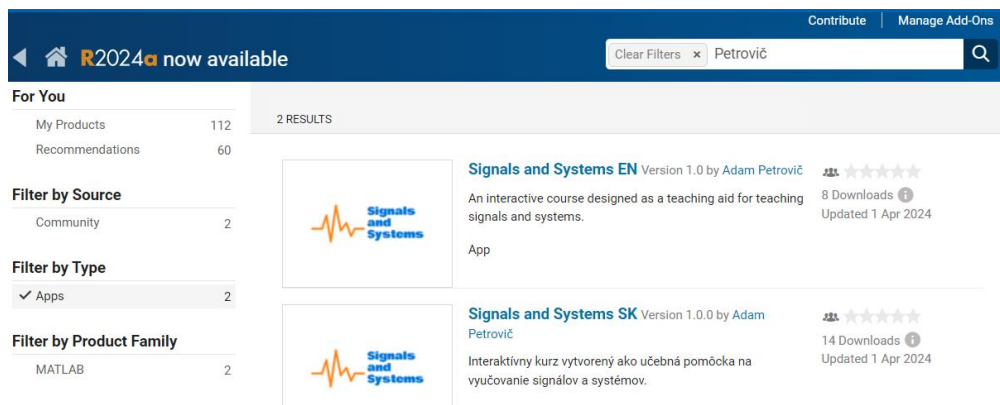 Contribute Manage Add-Ons
R2024a now available
Clear Filters × Petrovič
For You
My Products 112
Recommendations 60
Filter by Source
Community 2
Filter by Type
Apps 2
Filter by Product Family
MATLAB 2
2 RESULTS
Signals
and
Systems
Signals and Systems EN Version 1.0 by Adam Petrovič
An interactive course designed as a teaching aid for teaching
signals and systems.
App
8 Downloads
Updated 1 Apr 2024
Signals
and
Systems
Signals and Systems SK Version 1.0.0 by Adam
Petrovič
Interaktívny kurz vytvorený ako učebná pomôcka na
vyučovanie signálov a systémov.
14 Downloads
Updated 1 Apr 2024